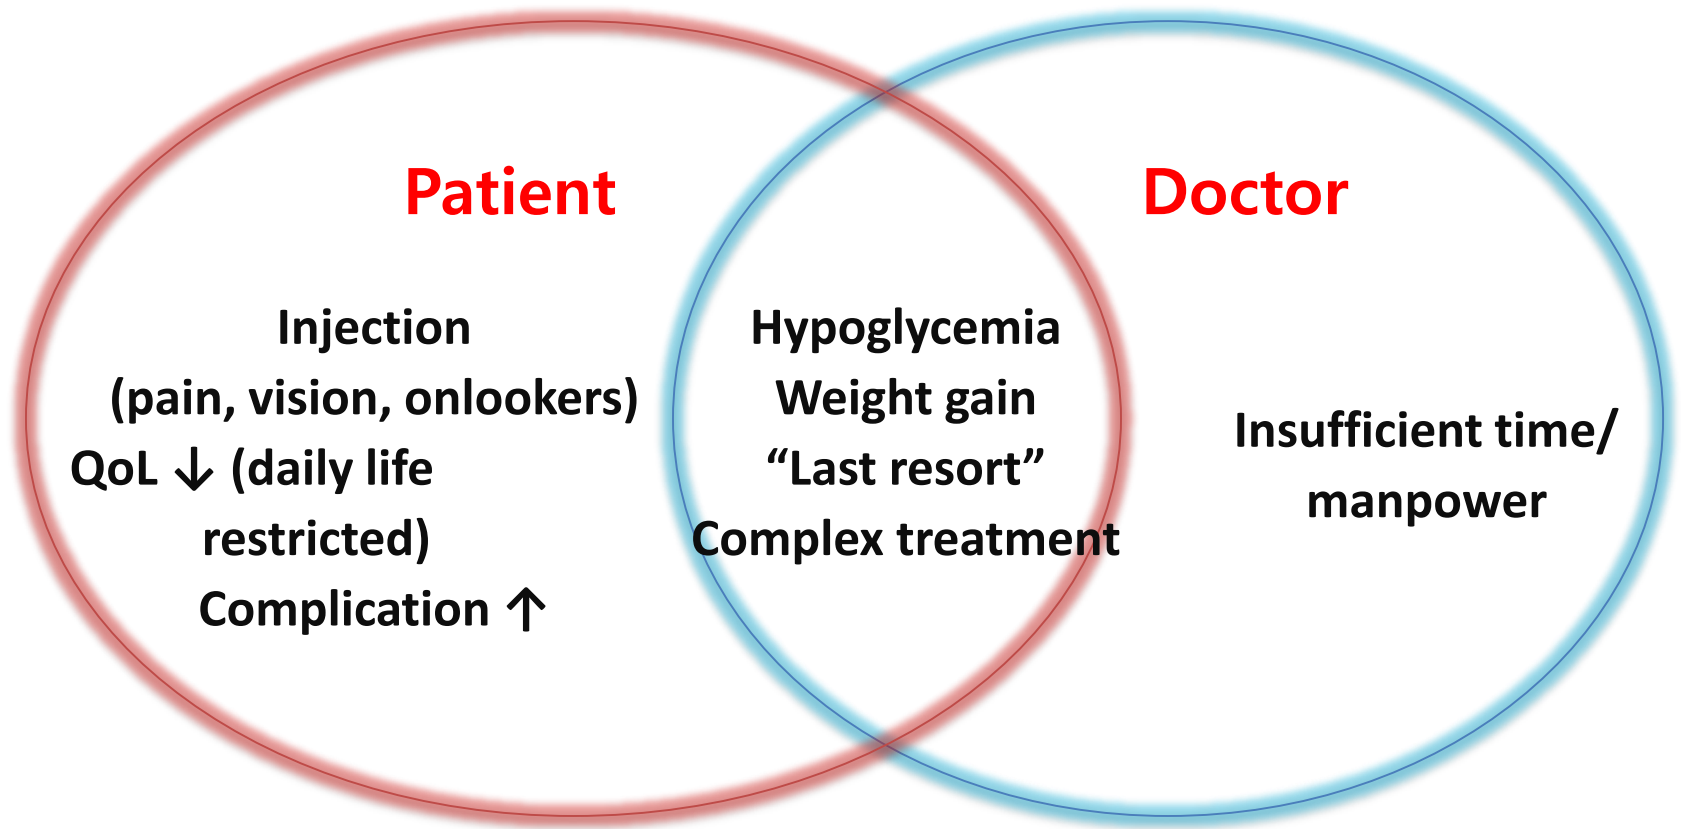 Patient
Doctor
Injection
(pain, vision, onlookers)
QoL ↓ (daily life
restricted)
Complication ↑
Hypoglycemia
Weight gain
“Last resort”
Complex treatment
Insufficient time/
manpower